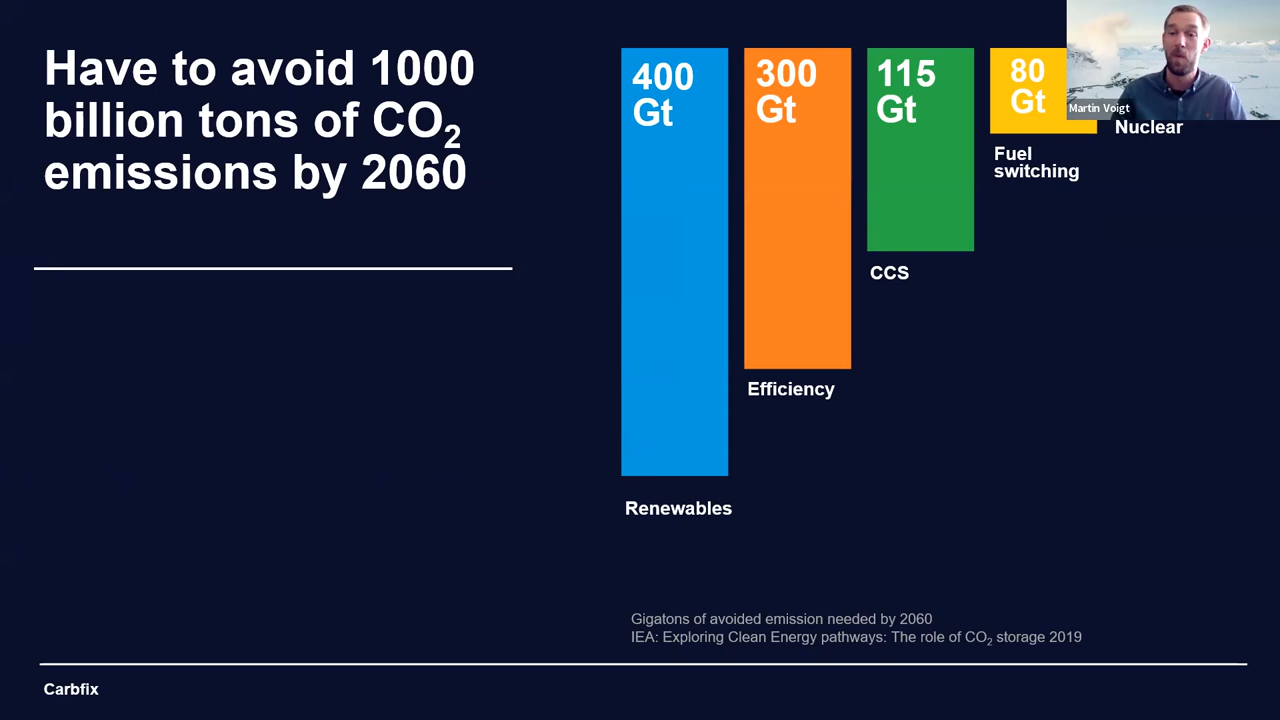 Have to avoid 1000
billion tons of CO₂
emissions by 2060
400
Gt
300
Gt
115
Gt
80
Gt
Martin Voigt
Nuclear
Fuel
switching
CCS
Efficiency
Renewables
Gigatons of avoided emission needed by 2060
IEA: Exploring Clean Energy pathways: The role of CO₂ storage 2019
Carbfix